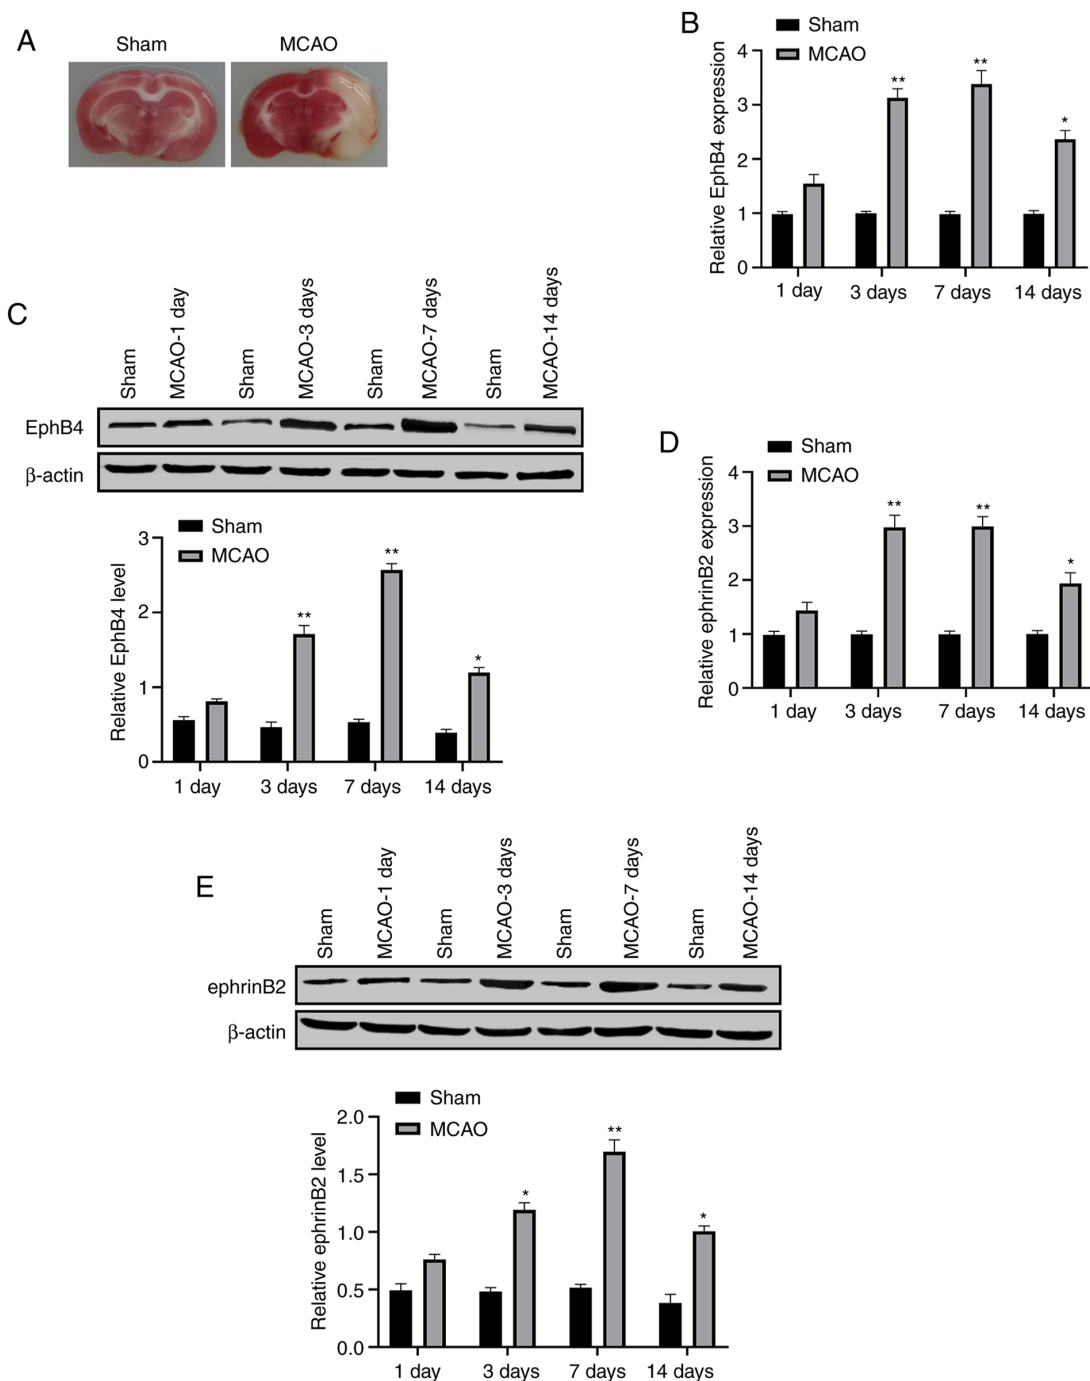 A
Sham
MCAO
B
Sham
MCAO
Relative EphB4 expression
4
**
**
3
*
2
1
0
1 day
3 days
7 days
14 days
C
Sham
MCAO-1 day
Sham
MCAO-3 days
Sham
MCAO-7 days
Sham
MCAO-14 days
EphB4
β-actin
Sham
MCAO
Relative EphB4 level
3
**
2
**
*
1
0
1 day
3 days
7 days
14 days
D
Sham
MCAO
Relative ephrinB2 expression
4
**
**
3
*
2
1
0
1 day
3 days
7 days
14 days
E
Sham
MCAO-1 day
Sham
MCAO-3 days
Sham
MCAO-7 days
Sham
MCAO-14 days
ephrinB2
β-actin
Sham
MCAO
Relative ephrinB2 level
2.0
**
1.5
*
*
1.0
0.5
0.0
1 day
3 days
7 days
14 days